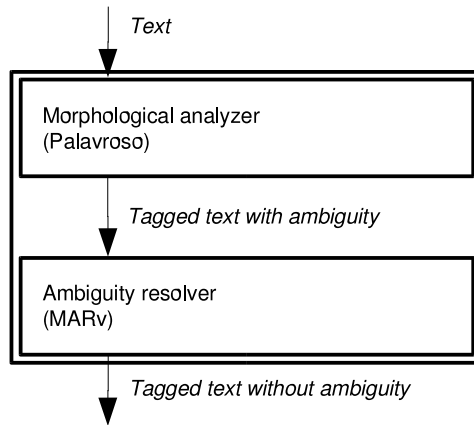 Text
Morphological analyzer
(Palavroso)
Tagged text with ambiguity
Ambiguity resolver
(MARv)
Tagged text without ambiguity